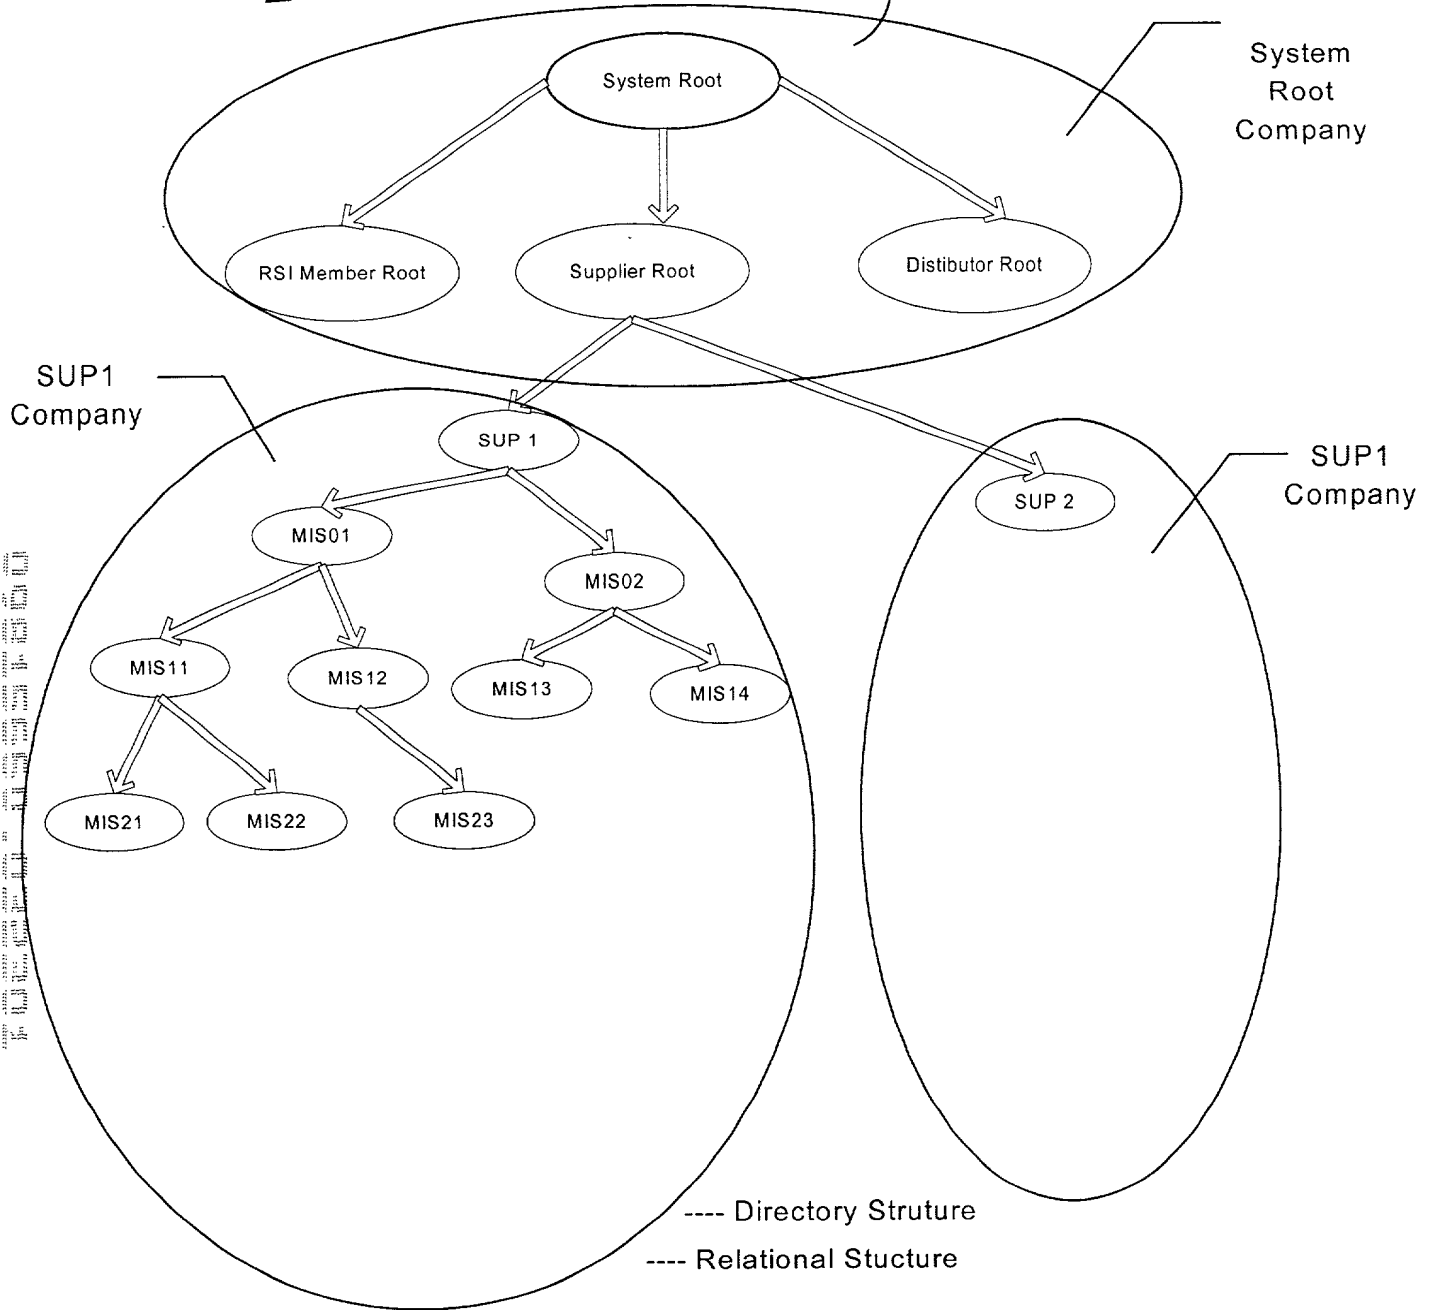 System Root
System
Root
Company
RSI Member Root
Supplier Root
Distibutor Root
SUP1
Company
SUP 1
SUP1
Company
SUP 2
MIS01
MIS02
MIS11
MIS12
MIS13
MIS14
MIS21
MIS22
MIS23
---- Directory Struture
---- Relational Stucture